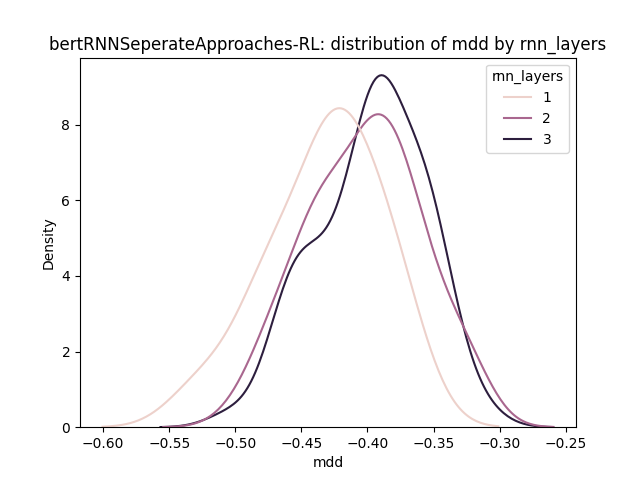 bertRNNSeperateApproaches-RL: distribution of mdd by rnn_layers
rnn_layers
1
2
3
Density
8
6
4
2
0
−0.60 −0.55 −0.50 −0.45 −0.40 −0.35 −0.30 −0.25
mdd